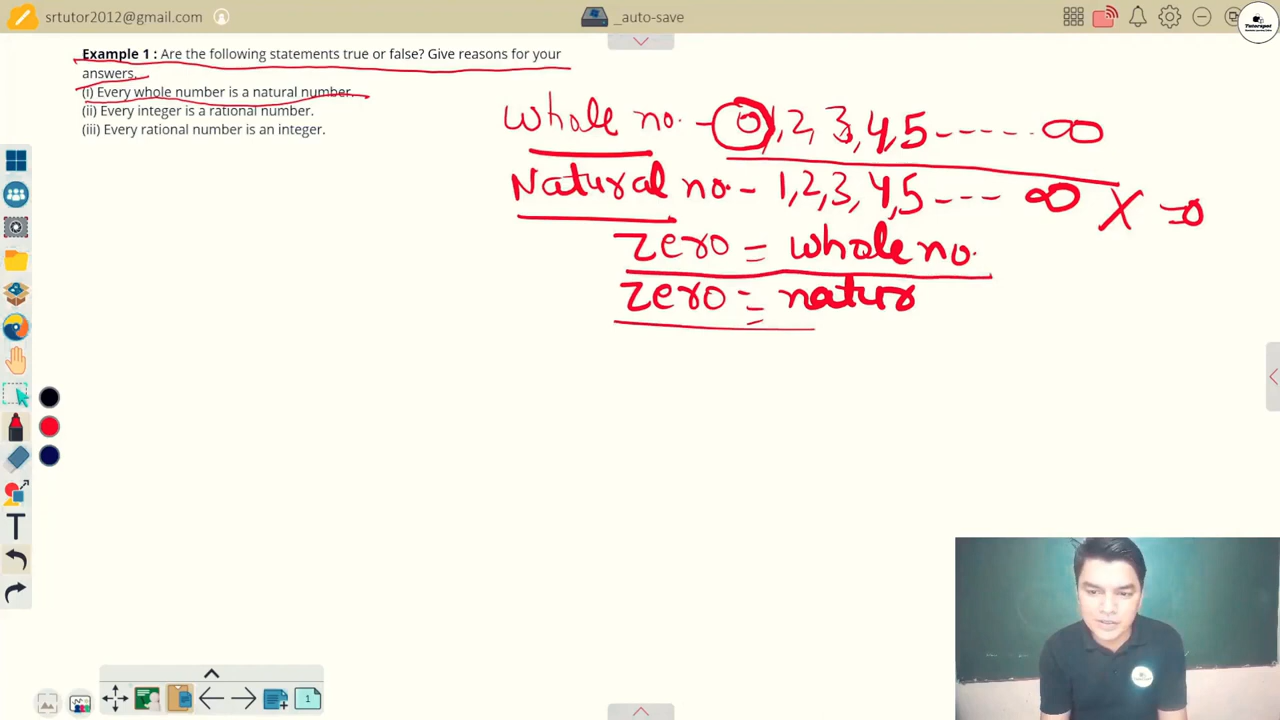 srtutor2012@gmail.com
_auto-save
Tutorspot
Example 1 : Are the following statements true or false? Give reasons for your
answers.
(i) Every whole number is a natural number.
(ii) Every integer is a rational number.
(iii) Every rational number is an integer.
Whole no. - 0, 1, 2, 3, 4, 5 ------ ∞
Natural no. - 1, 2, 3, 4, 5 --- ∞ X 0
zero = whole no.
zero = natur
T
1